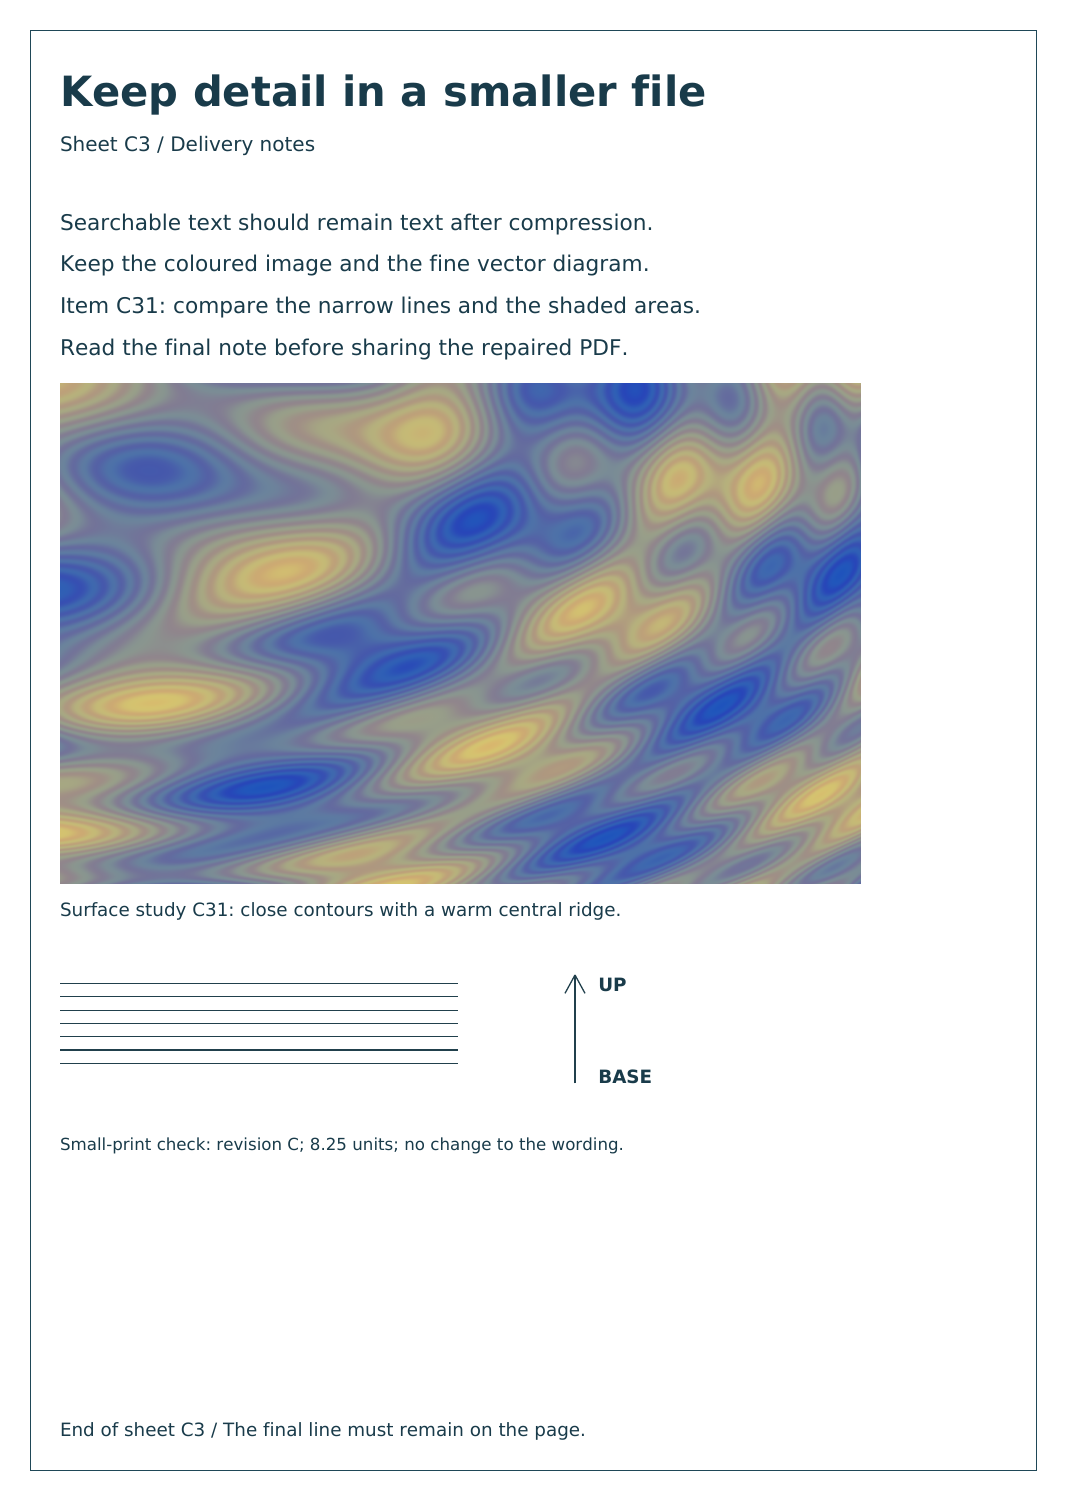 Keep detail in a smaller file
Sheet C3 / Delivery notes
Searchable text should remain text after compression.
Keep the coloured image and the fine vector diagram.
Item C31: compare the narrow lines and the shaded areas.
Read the final note before sharing the repaired PDF.
Surface study C31: close contours with a warm central ridge.
UP
BASE
Small-print check: revision C; 8.25 units; no change to the wording.
End of sheet C3 / The final line must remain on the page.